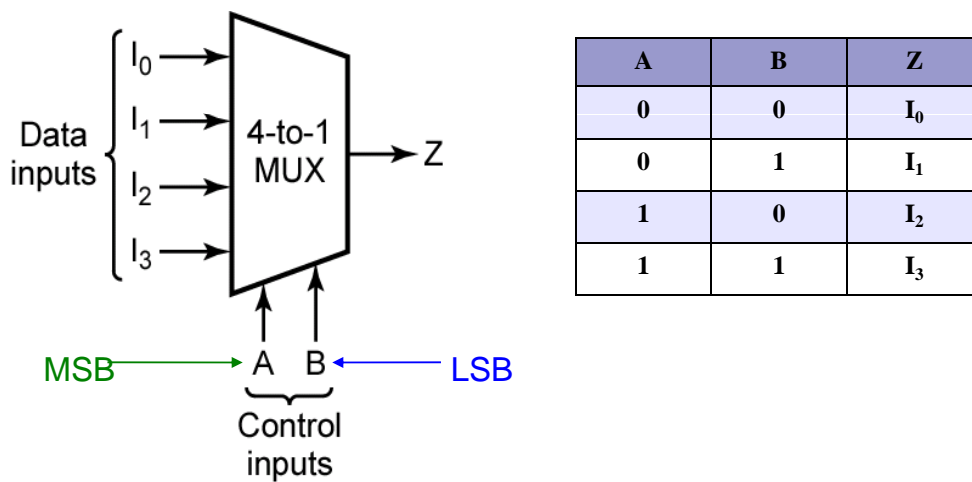 I0
I1
Data
inputs
I2
I3
4-to-1
MUX
Z
MSB
A B
LSB
Control
inputs
A B Z
0 0 I0
0 1 I1
1 0 I2
1 1 I3